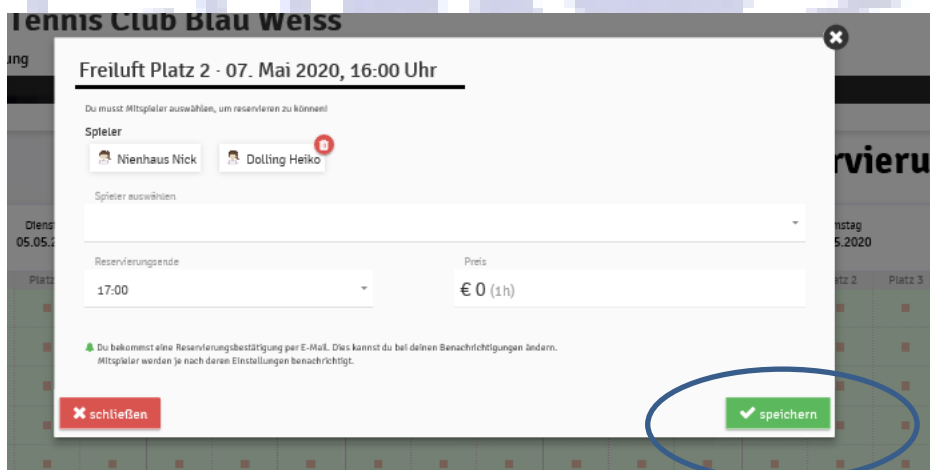 Tennis Club Blau Weiss
ung
Freiluft Platz 2 - 07. Mai 2020, 16:00 Uhr
Du musst Mitspieler auswählen, um reservieren zu können!
Spieler
Nienhaus Nick
Dolling Heiko
rvieru
Spieler auswählen
Diens
05.05.2
mstag
5.2020
Reservierungsende
Preis
Platz
17:00
€ 0 (1h)
atz 2
Platz 3
Du bekommst eine Reservierungsbestätigung per E-Mail. Dies kannst du bei deinen Benachrichtigungen ändern.
Mitspieler werden je nach deren Einstellungen benachrichtigt.
schließen
speichern